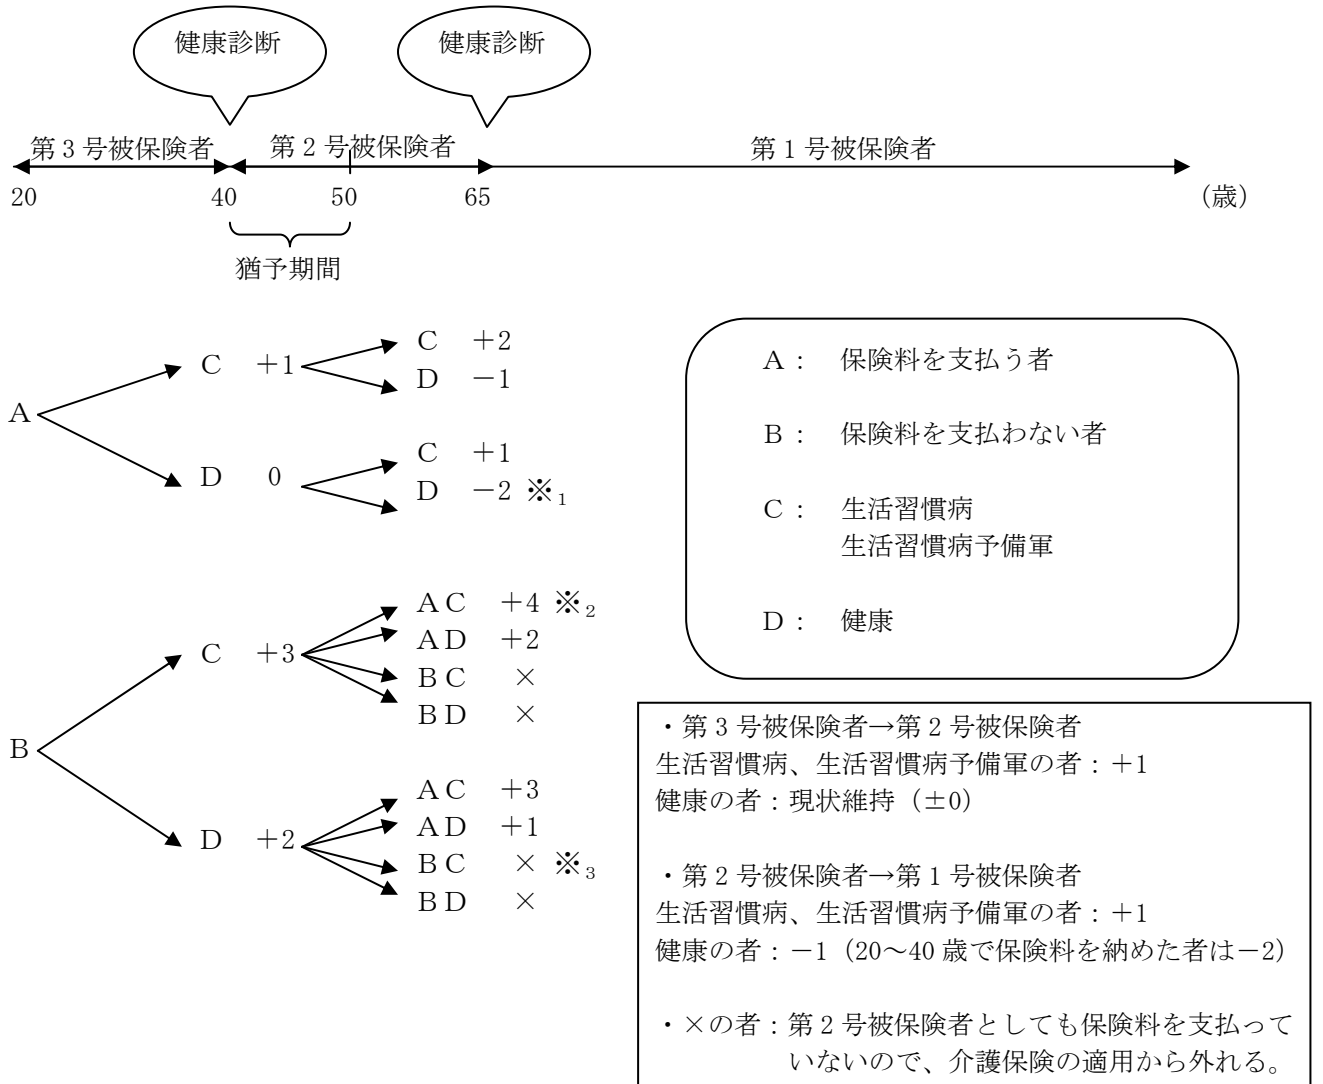 健康診断
健康診断
第3号被保険者
第2号被保険者
第1号被保険者
20
40
50
65
(歳)
猶予期間
A
C +1
C +2
D −1
D 0
C +1
D −2 ※1
B
C +3
AC +4 ※2
AD +2
BC ×
BD ×
D +2
AC +3
AD +1
BC × ※3
BD ×
A： 保険料を支払う者
B： 保険料を支払わない者
C： 生活習慣病
生活習慣病予備軍
D： 健康
・第3号被保険者→第2号被保険者
生活習慣病、生活習慣病予備軍の者：+1
健康の者：現状維持（±0）
・第2号被保険者→第1号被保険者
生活習慣病、生活習慣病予備軍の者：+1
健康の者：−1（20～40歳で保険料を納めた者は−2）
・×の者：第2号被保険者としても保険料を支払って
いないので、介護保険の適用から外れる。